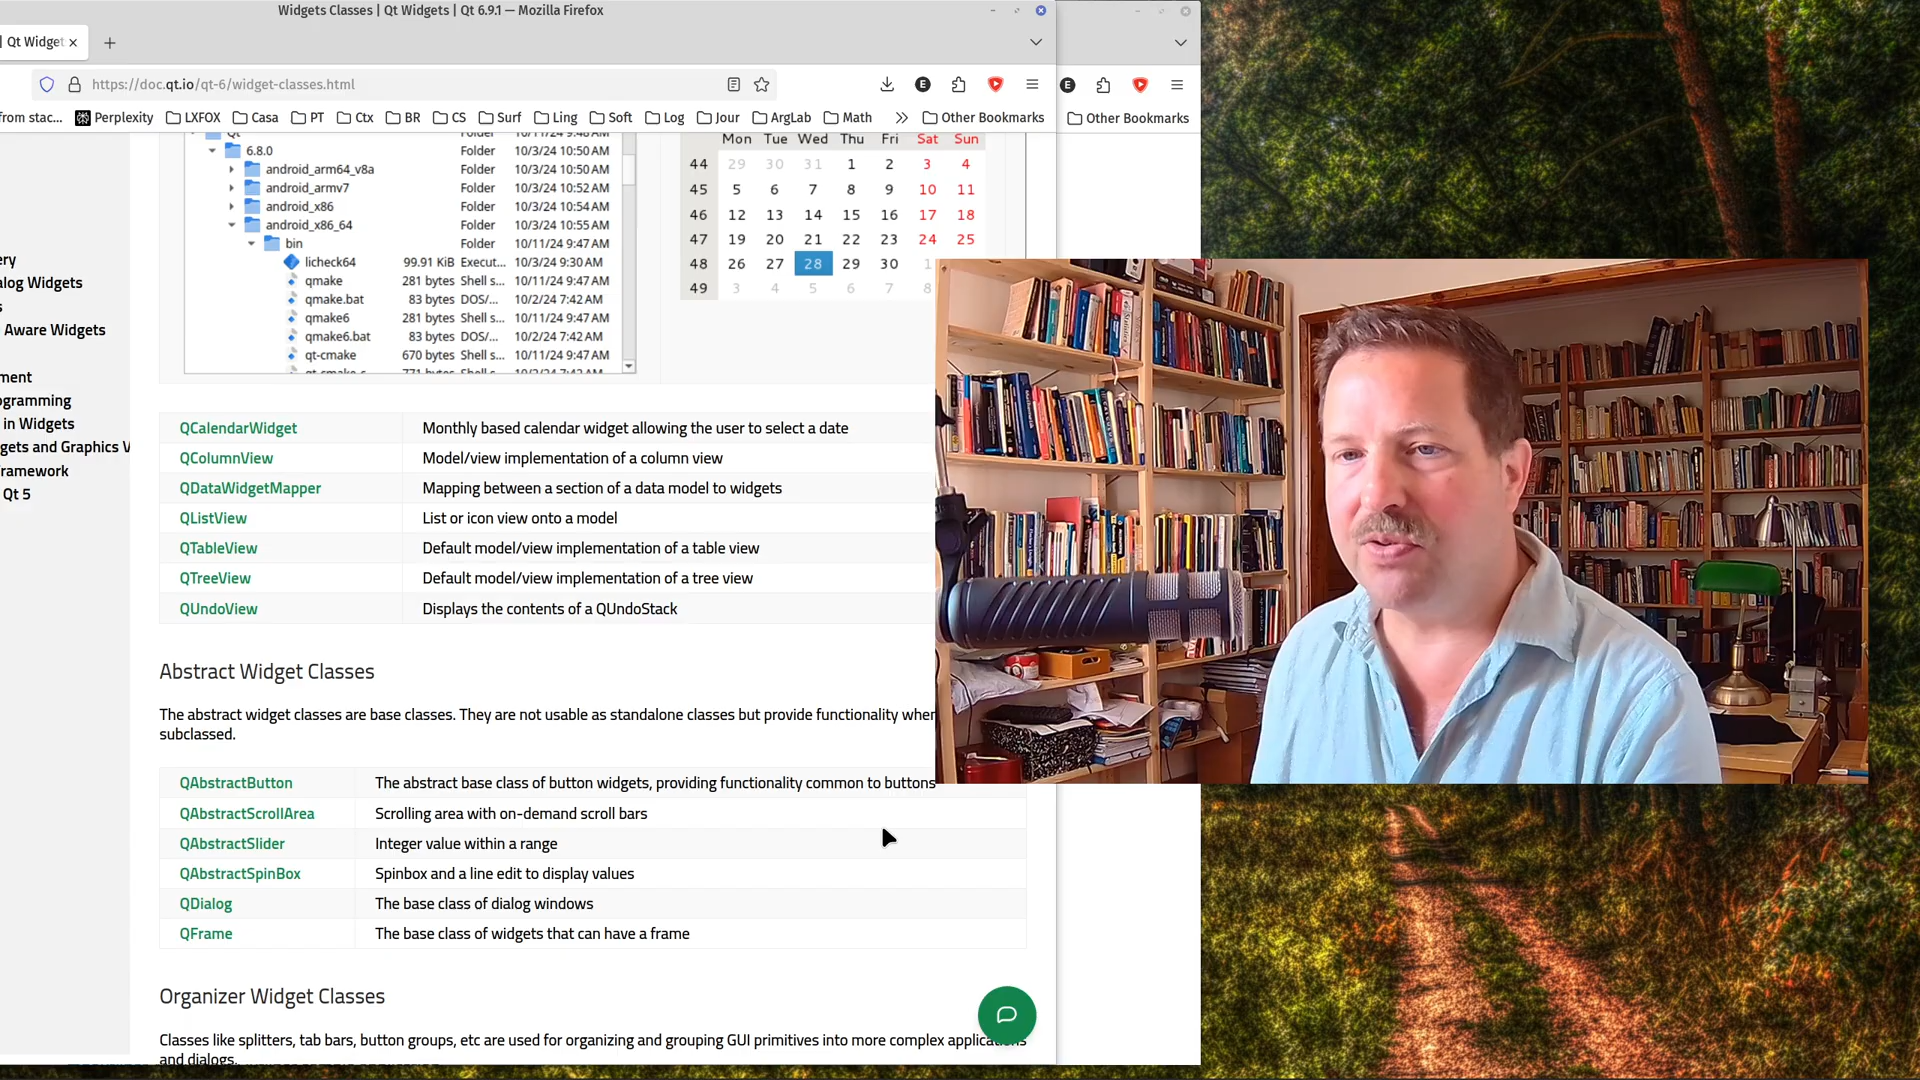 Widgets Classes | Qt Widgets | Qt 6.9.1 — Mozilla Firefox
| Qt Widget
https://doc.qt.io/qt-6/widget-classes.html
from stac... Perplexity LXFOX Casa PT Ctx BR CS Surf Ling Soft Log Jour ArgLab Math Other Bookmarks
Other Bookmarks
Qt Folder 10/11/24 9:48 AM
6.8.0 Folder 10/3/24 10:50 AM
android_arm64_v8a Folder 10/3/24 10:50 AM
android_armv7 Folder 10/3/24 10:52 AM
android_x86 Folder 10/3/24 10:54 AM
android_x86_64 Folder 10/3/24 10:55 AM
bin Folder 10/11/24 9:47 AM
licheck64 99.91 KiB Execut... 10/3/24 9:30 AM
qmake 281 bytes Shell s... 10/11/24 9:47 AM
qmake.bat 83 bytes DOS/... 10/2/24 7:42 AM
qmake6 281 bytes Shell s... 10/11/24 9:47 AM
qmake6.bat 83 bytes DOS/... 10/2/24 7:42 AM
qt-cmake 670 bytes Shell s... 10/11/24 9:47 AM
Mon Tue Wed Thu Fri Sat Sun
44 29 30 31 1 2 3 4
45 5 6 7 8 9 10 11
46 12 13 14 15 16 17 18
47 19 20 21 22 23 24 25
48 26 27 28 29 30 1
49 3 4 5 6 7 8
ery
alog Widgets
s
Aware Widgets
ment
ogramming
in Widgets
gets and Graphics V
ramework
Qt 5
QCalendarWidget Monthly based calendar widget allowing the user to select a date
QColumnView Model/view implementation of a column view
QDataWidgetMapper Mapping between a section of a data model to widgets
QListView List or icon view onto a model
QTableView Default model/view implementation of a table view
QTreeView Default model/view implementation of a tree view
QUndoView Displays the contents of a QUndoStack
Abstract Widget Classes
The abstract widget classes are base classes. They are not usable as standalone classes but provide functionality when
subclassed.
QAbstractButton The abstract base class of button widgets, providing functionality common to buttons
QAbstractScrollArea Scrolling area with on-demand scroll bars
QAbstractSlider Integer value within a range
QAbstractSpinBox Spinbox and a line edit to display values
QDialog The base class of dialog windows
QFrame The base class of widgets that can have a frame
Organizer Widget Classes
Classes like splitters, tab bars, button groups, etc are used for organizing and grouping GUI primitives into more complex applications
and dialogs.